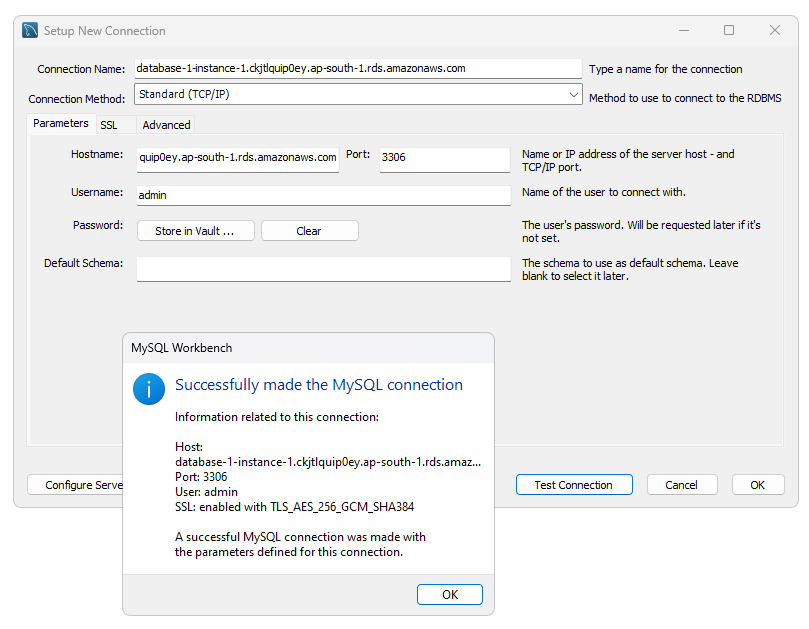 Setup New Connection
Connection Name: database-1-instance-1.ckjtlquip0ey.ap-south-1.rds.amazonaws.com Type a name for the connection
Connection Method: Standard (TCP/IP) Method to use to connect to the RDBMS
Parameters SSL Advanced
Hostname: quip0ey.ap-south-1.rds.amazonaws.com Port: 3306 Name or IP address of the server host - and
TCP/IP port.
Username: admin Name of the user to connect with.
Password: Store in Vault ... Clear The user's password. Will be requested later if it's
not set.
Default Schema: The schema to use as default schema. Leave
blank to select it later.
MySQL Workbench
Successfully made the MySQL connection
Information related to this connection:
Host:
database-1-instance-1.ckjtlquip0ey.ap-south-1.rds.amaz...
Port: 3306
User: admin
SSL: enabled with TLS_AES_256_GCM_SHA384
A successful MySQL connection was made with
the parameters defined for this connection.
OK
Configure Serve Test Connection Cancel OK